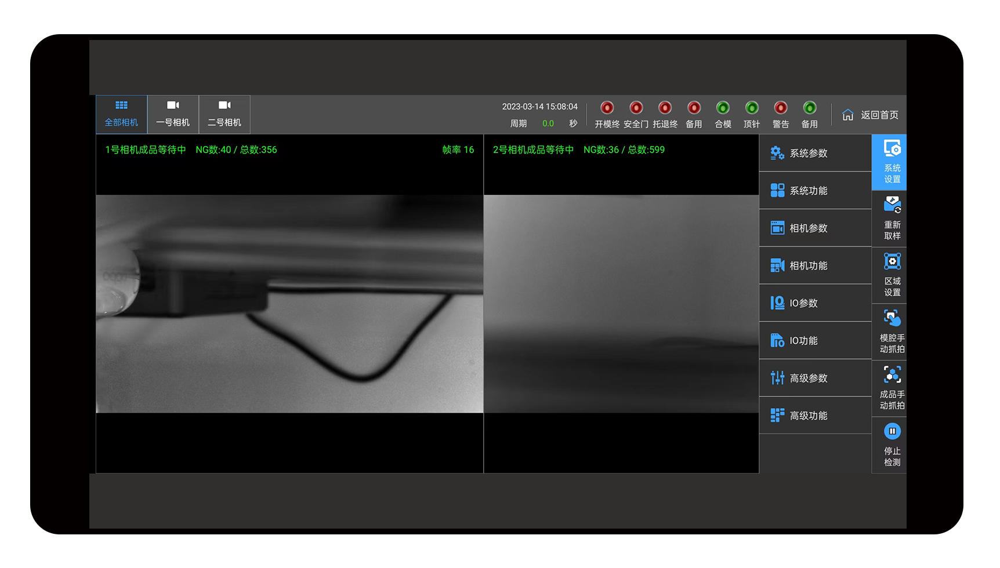 全部相机
一号相机
二号相机
2023-03-14 15:08:04
周期 0.0 秒
开模终 安全门 托退终 备用 合模 顶针 警告 备用
返回首页
1号相机成品等待中 NG数:40 / 总数:356
帧率 16
2号相机成品等待中 NG数:36 / 总数:599
系统参数
系统功能
相机参数
相机功能
IO参数
IO功能
高级参数
高级功能
系统
设置
重新
取样
区域
设置
模腔手
动抓拍
成品手
动抓拍
停止
检测